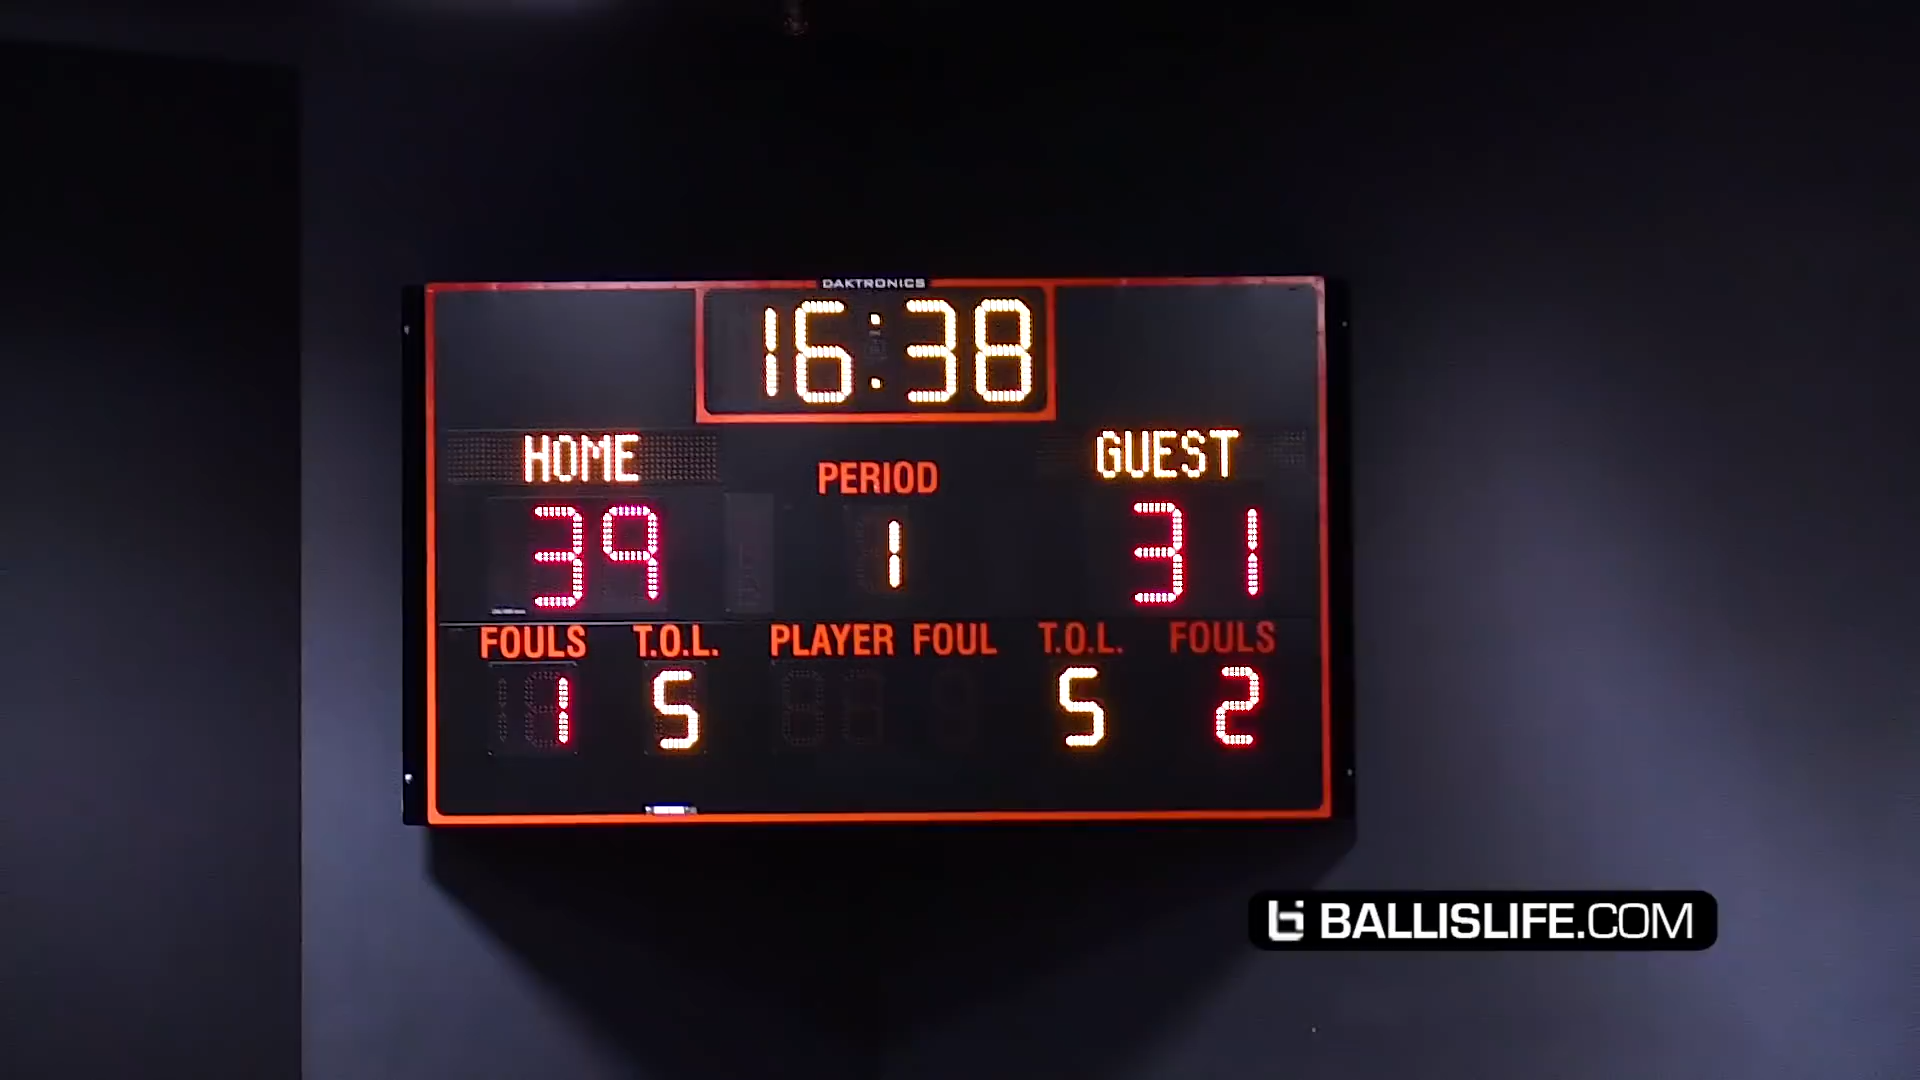 DAKTRONICS
16:38
HOME
GUEST
PERIOD
39
1
31
FOULS T.O.L. PLAYER FOUL T.O.L. FOULS
1 5 5 2
BALLISLIFE.COM